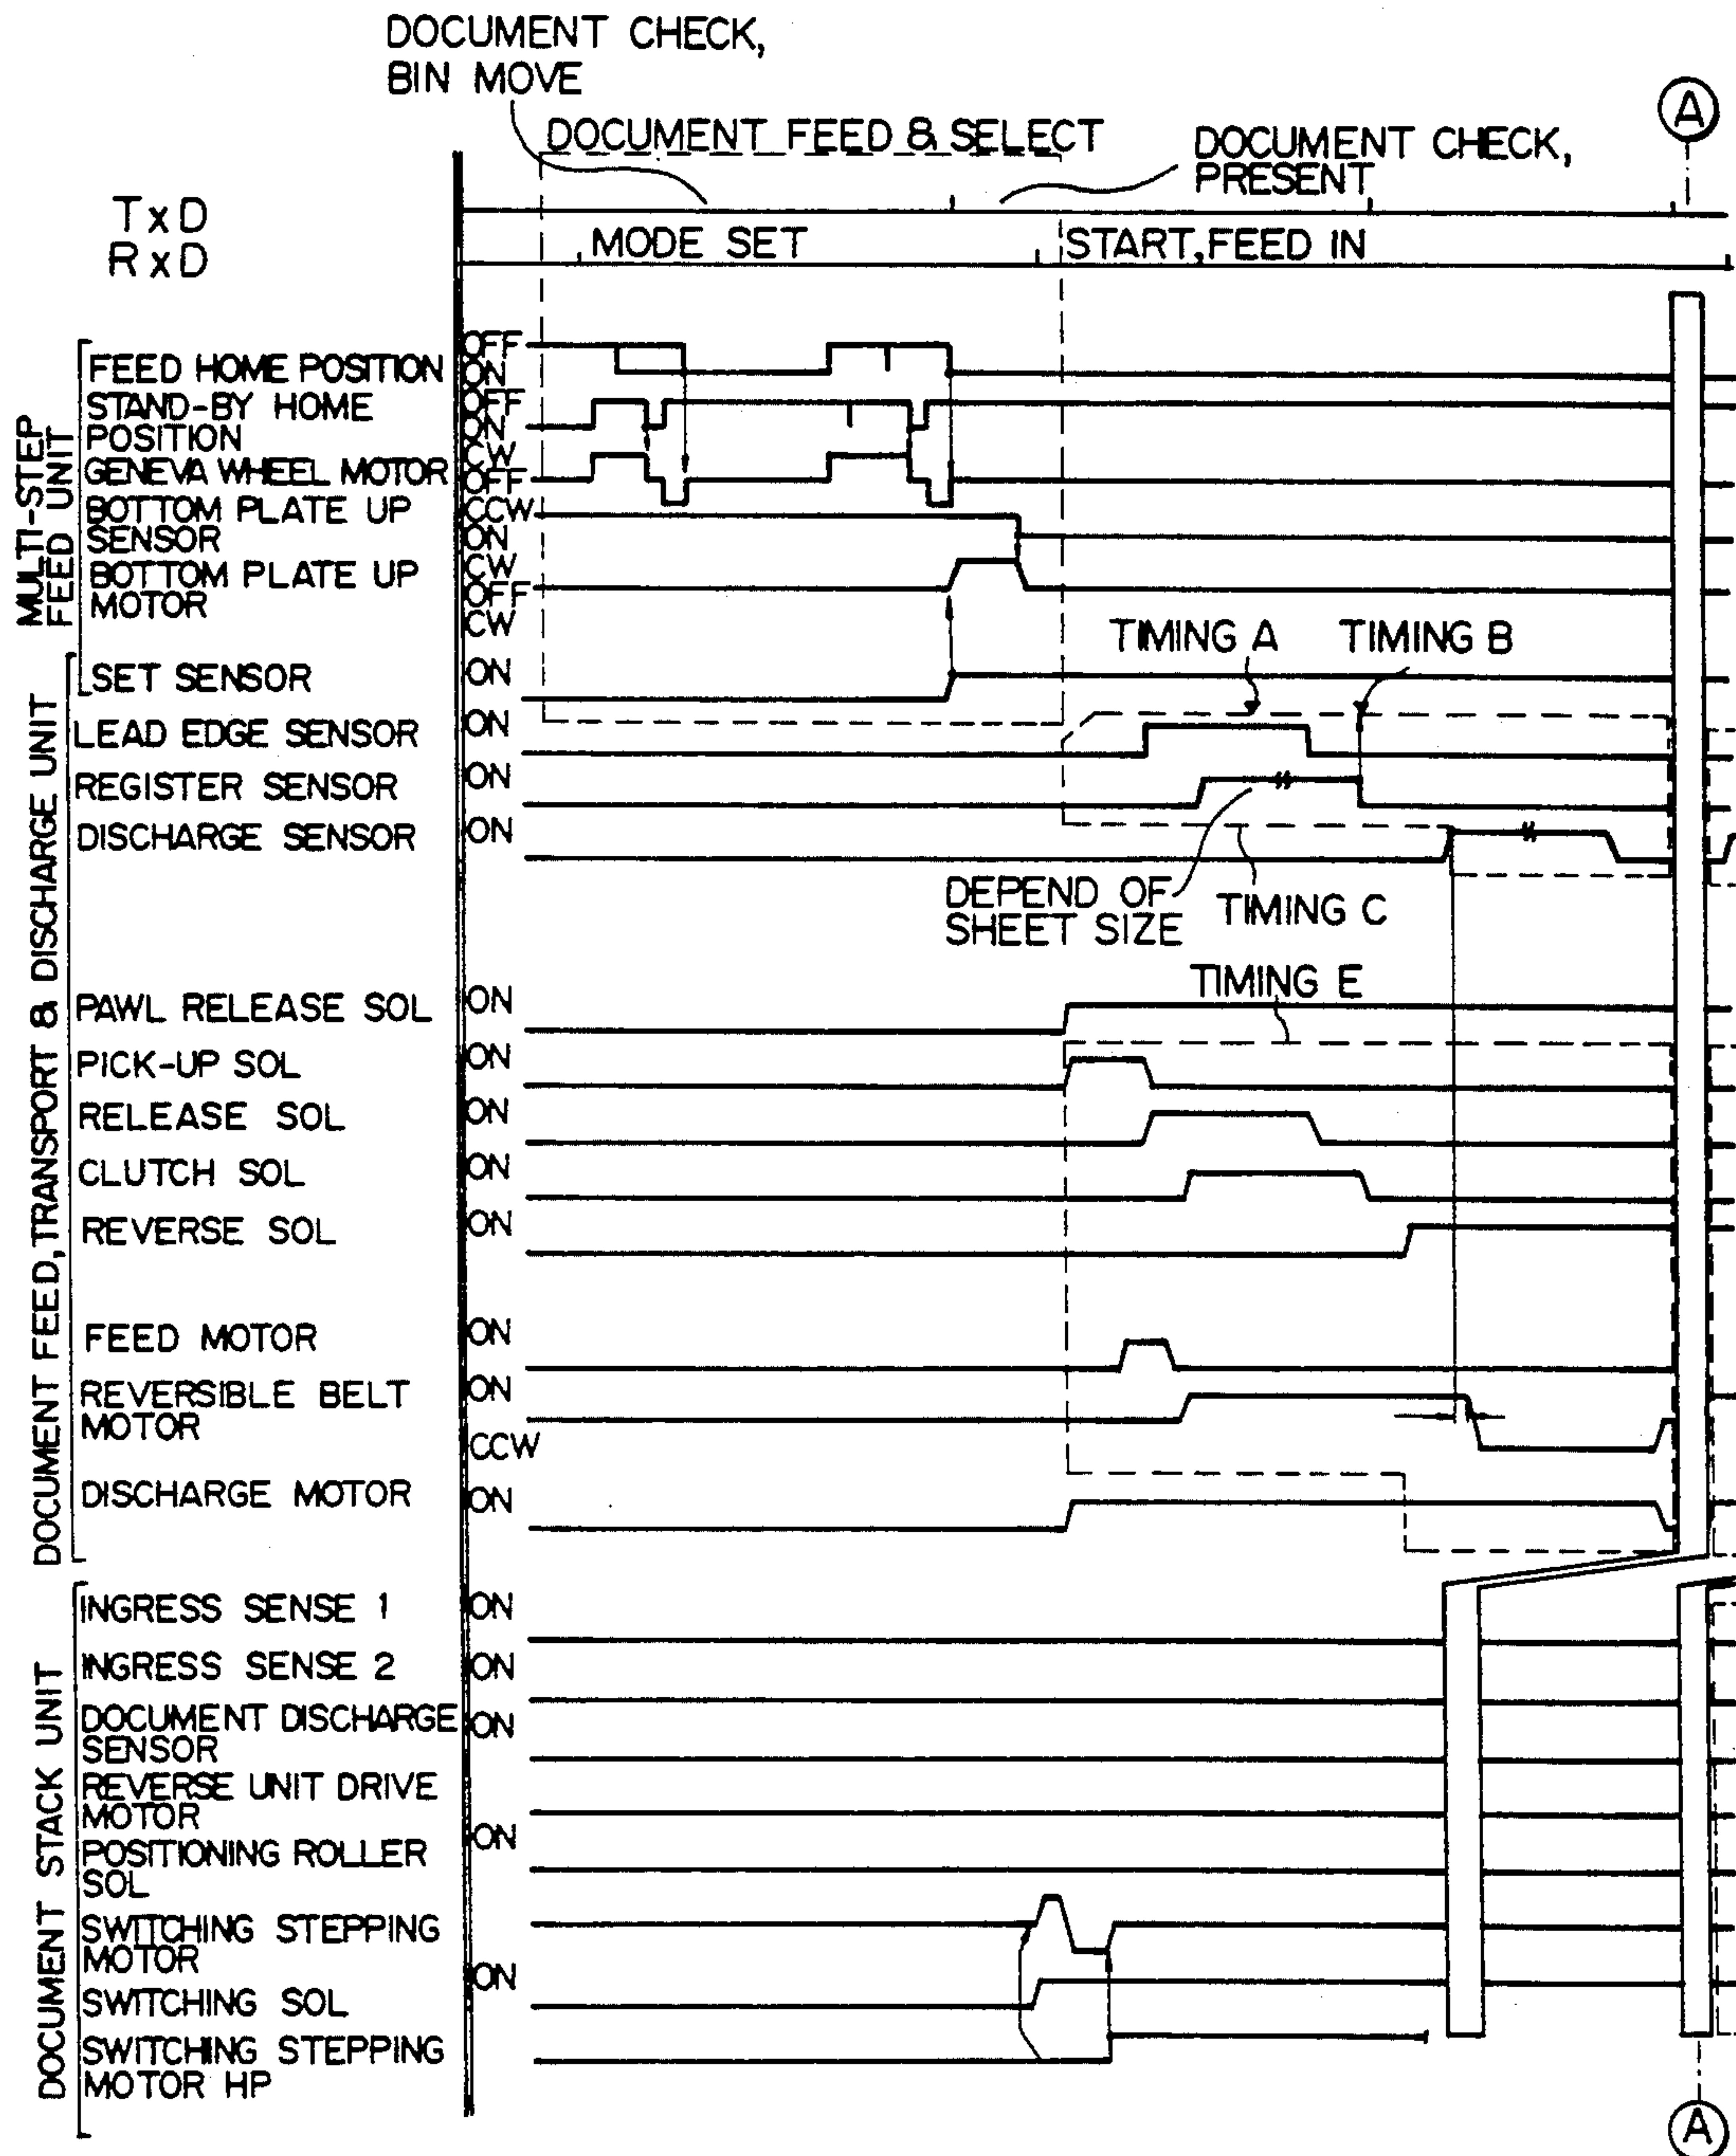 DOCUMENT CHECK,
BIN MOVE
DOCUMENT FEED & SELECT
DOCUMENT CHECK,
PRESENT
A
TxD
RxD
MODE SET
START, FEED IN
MULTI-STEP
FEED UNIT
FEED HOME POSITION
OFF
ON
STAND-BY HOME
POSITION
OFF
ON
GENEVA WHEEL MOTOR
CW
OFF
CCW
BOTTOM PLATE UP
SENSOR
ON
BOTTOM PLATE UP
MOTOR
CW
OFF
CW
SET SENSOR
ON
TIMING A
TIMING B
DOCUMENT FEED, TRANSPORT & DISCHARGE UNIT
LEAD EDGE SENSOR
ON
REGISTER SENSOR
ON
DISCHARGE SENSOR
ON
DEPEND OF
SHEET SIZE
TIMING C
TIMING E
PAWL RELEASE SOL
ON
PICK-UP SOL
ON
RELEASE SOL
ON
CLUTCH SOL
ON
REVERSE SOL
ON
FEED MOTOR
ON
REVERSIBLE BELT
MOTOR
ON
CCW
DISCHARGE MOTOR
ON
DOCUMENT STACK UNIT
INGRESS SENSE 1
ON
INGRESS SENSE 2
ON
DOCUMENT DISCHARGE
SENSOR
ON
REVERSE UNIT DRIVE
MOTOR
ON
POSITIONING ROLLER
SOL
SWITCHING STEPPING
MOTOR
ON
SWITCHING SOL
SWITCHING STEPPING
MOTOR HP
A